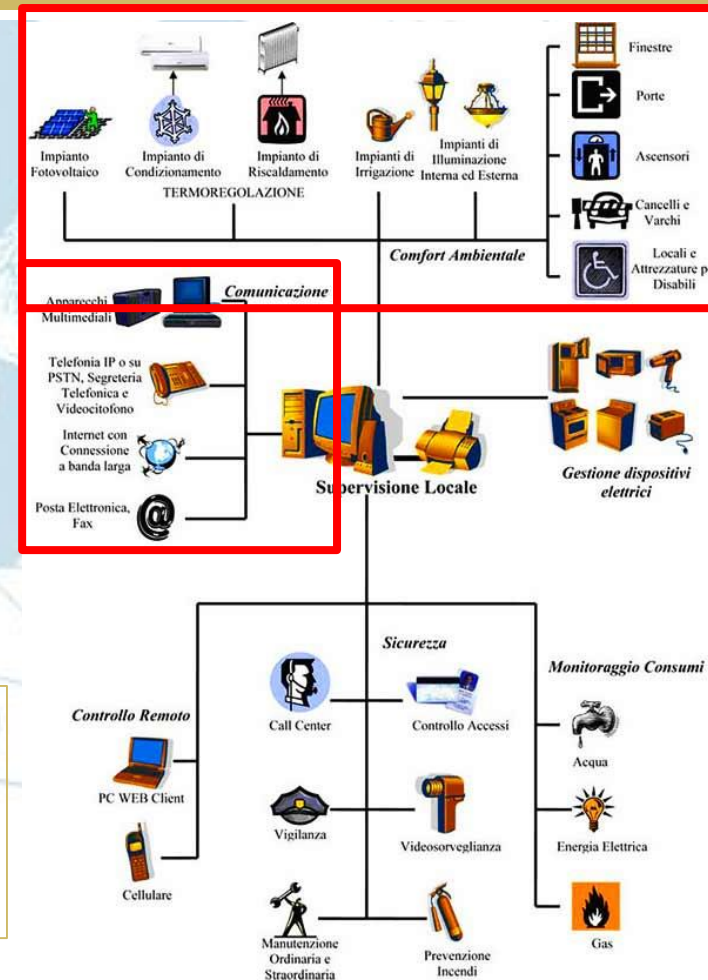 Finestre
Porte
Ascensori
Cancelli e
Varchi
Locali e
Attrezzature p
Disabili
Impianto
Fotovoltaico
Impianto di
Condizionamento
Impianto di
Riscaldamento
TERMOREGOLAZIONE
Impianti di
Irrigazione
Impianti di
Illuminazione
Interna ed Esterna
Comfort Ambientale
Comunicazione
Apparecchi
Multimediali
Telefonia IP o su
PSTN, Segreteria
Telefonica e
Videocitofono
Internet con
Connessione
a banda larga
Posta Elettronica,
Fax
Supervisione Locale
Gestione dispositivi
elettrici
Controllo Remoto
PC WEB Client
Cellulare
Sicurezza
Call Center
Controllo Accessi
Vigilanza
Videosorveglianza
Manutenzione
Ordinaria e
Straordinaria
Prevenzione
Incendi
Monitoraggio Consumi
Acqua
Energia Elettrica
Gas